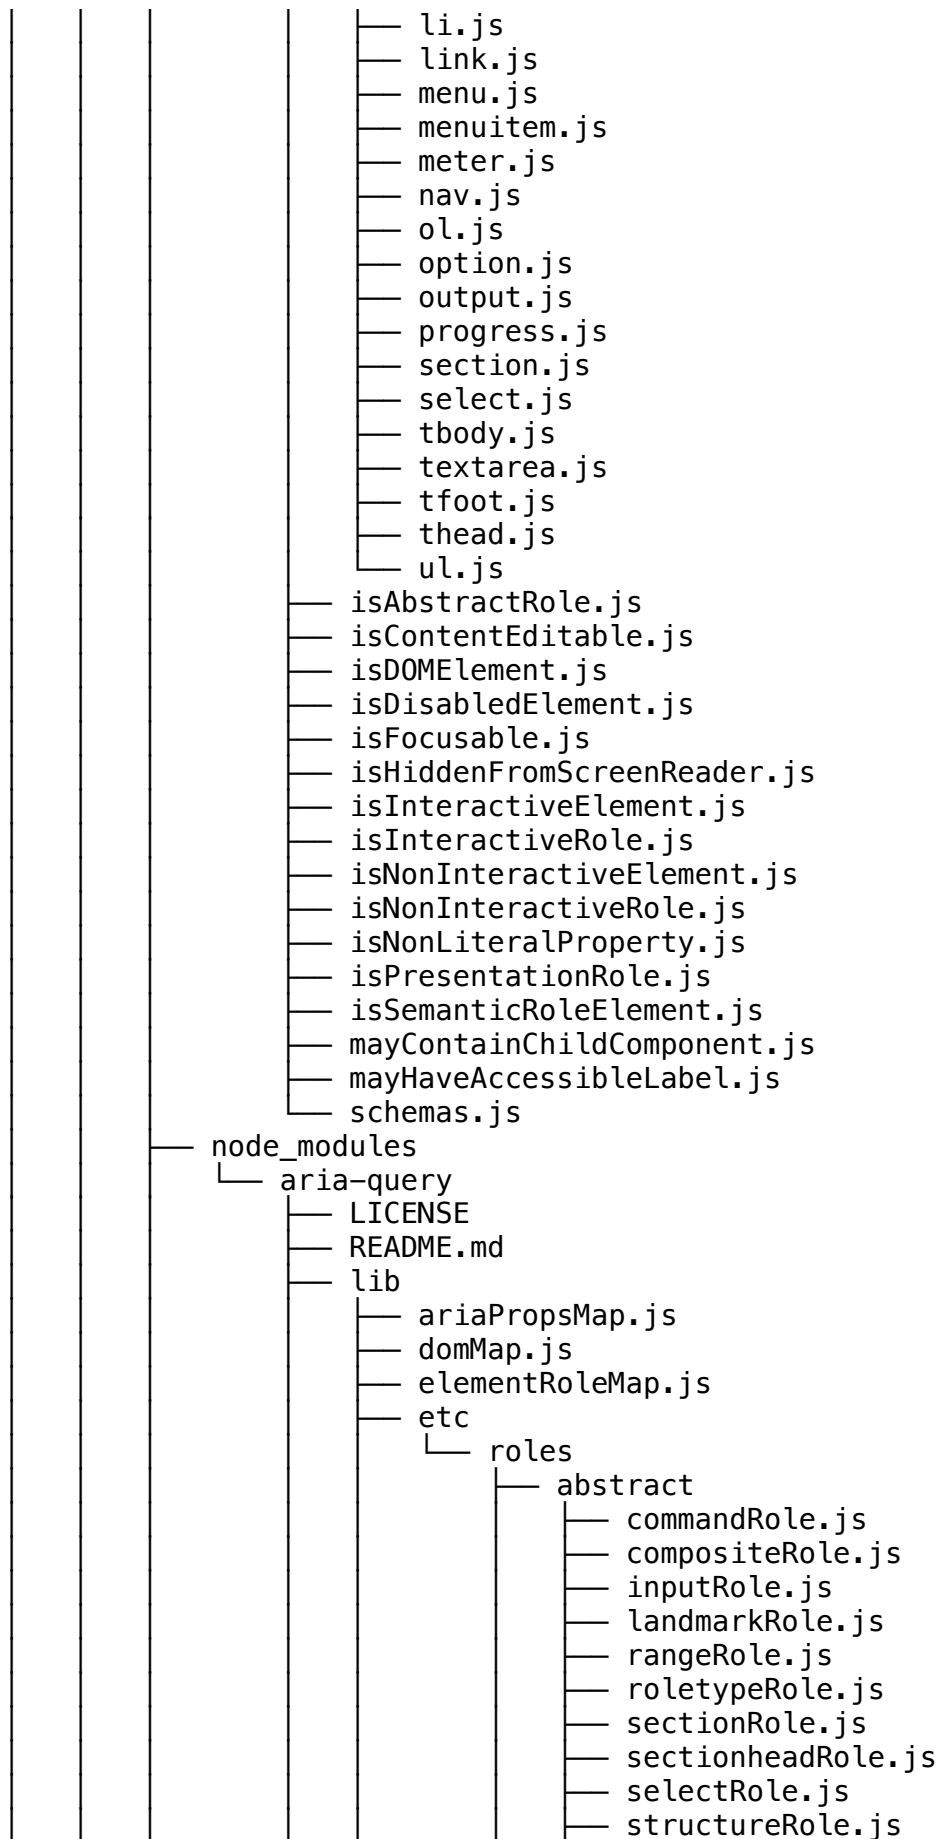 li.js
link.js
menu.js
menuitem.js
meter.js
nav.js
ol.js
option.js
output.js
progress.js
section.js
select.js
tbody.js
textarea.js
tfoot.js
thead.js
ul.js
isAbstractRole.js
isContentEditable.js
isDOMElement.js
isDisabledElement.js
isFocusable.js
isHiddenFromScreenReader.js
isInteractiveElement.js
isInteractiveRole.js
isNonInteractiveElement.js
isNonInteractiveRole.js
isNonLiteralProperty.js
isPresentationRole.js
isSemanticRoleElement.js
mayContainChildComponent.js
mayHaveAccessibleLabel.js
schemas.js
node_modules
aria-query
LICENSE
README.md
lib
ariaPropsMap.js
domMap.js
elementRoleMap.js
etc
roles
abstract
commandRole.js
compositeRole.js
inputRole.js
landmarkRole.js
rangeRole.js
roletypeRole.js
sectionRole.js
sectionheadRole.js
selectRole.js
structureRole.js